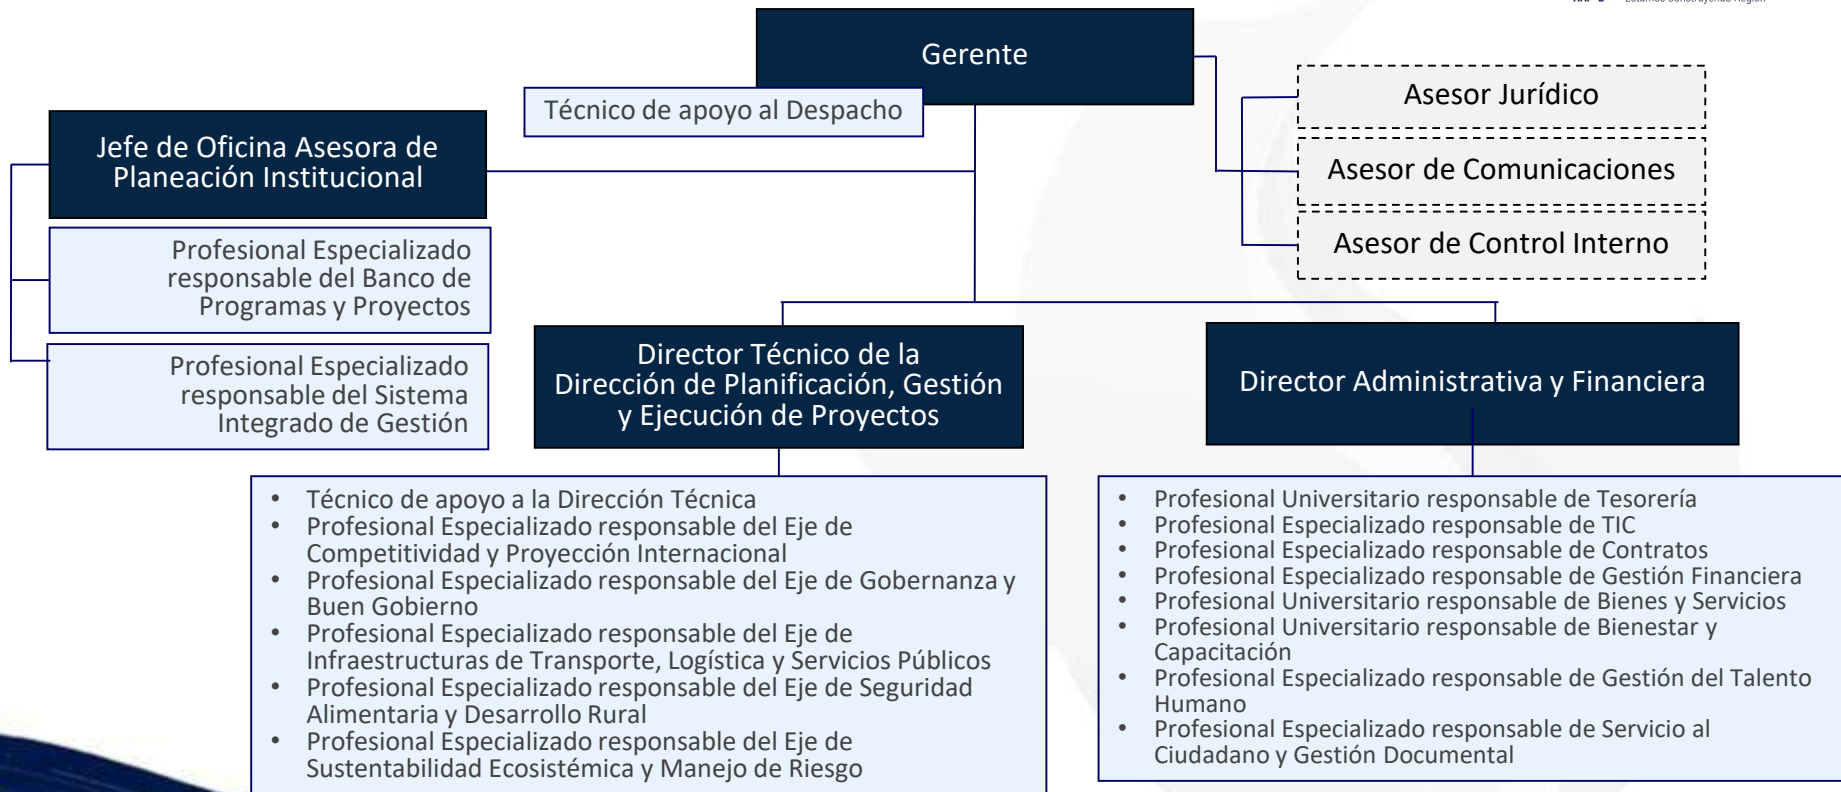 Estamos Construyendo Región
Gerente
Técnico de apoyo al Despacho
Asesor Jurídico
Asesor de Comunicaciones
Asesor de Control Interno
Jefe de Oficina Asesora de
Planeación Institucional
Profesional Especializado
responsable del Banco de
Programas y Proyectos
Profesional Especializado
responsable del Sistema
Integrado de Gestión
Director Técnico de la
Dirección de Planificación, Gestión
y Ejecución de Proyectos
Director Administrativa y Financiera
• Técnico de apoyo a la Dirección Técnica
• Profesional Especializado responsable del Eje de
Competitividad y Proyección Internacional
• Profesional Especializado responsable del Eje de Gobernanza y
Buen Gobierno
• Profesional Especializado responsable del Eje de
Infraestructuras de Transporte, Logística y Servicios Públicos
• Profesional Especializado responsable del Eje de Seguridad
Alimentaria y Desarrollo Rural
• Profesional Especializado responsable del Eje de
Sustentabilidad Ecosistémica y Manejo de Riesgo
• Profesional Universitario responsable de Tesorería
• Profesional Especializado responsable de TIC
• Profesional Especializado responsable de Contratos
• Profesional Especializado responsable de Gestión Financiera
• Profesional Universitario responsable de Bienes y Servicios
• Profesional Universitario responsable de Bienestar y
Capacitación
• Profesional Especializado responsable de Gestión del Talento
Humano
• Profesional Especializado responsable de Servicio al
Ciudadano y Gestión Documental